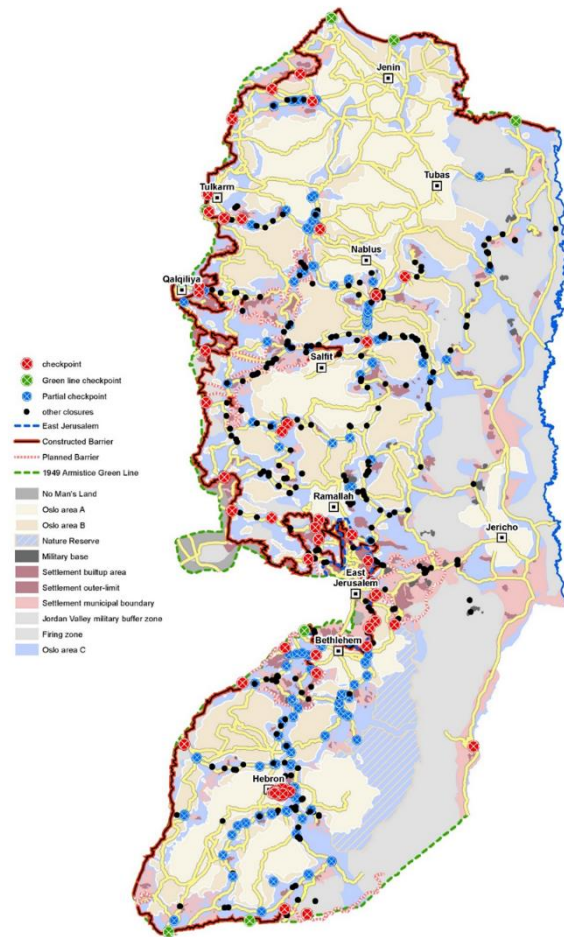 Jenin
Tubas
Tulkarm
Nablus
Qalqiliya
Salfit
Ramallah
Jericho
East
Jerusalem
Bethlehem
Hebron
checkpoint
Green line checkpoint
Partial checkpoint
other closures
East Jerusalem
Constructed Barrier
Planned Barrier
1949 Armistice Green Line
No Man's Land
Oslo area A
Oslo area B
Nature Reserve
Military base
Settlement builtup area
Settlement outer-limit
Settlement municipal boundary
Jordan Valley military buffer zone
Firing zone
Oslo area C